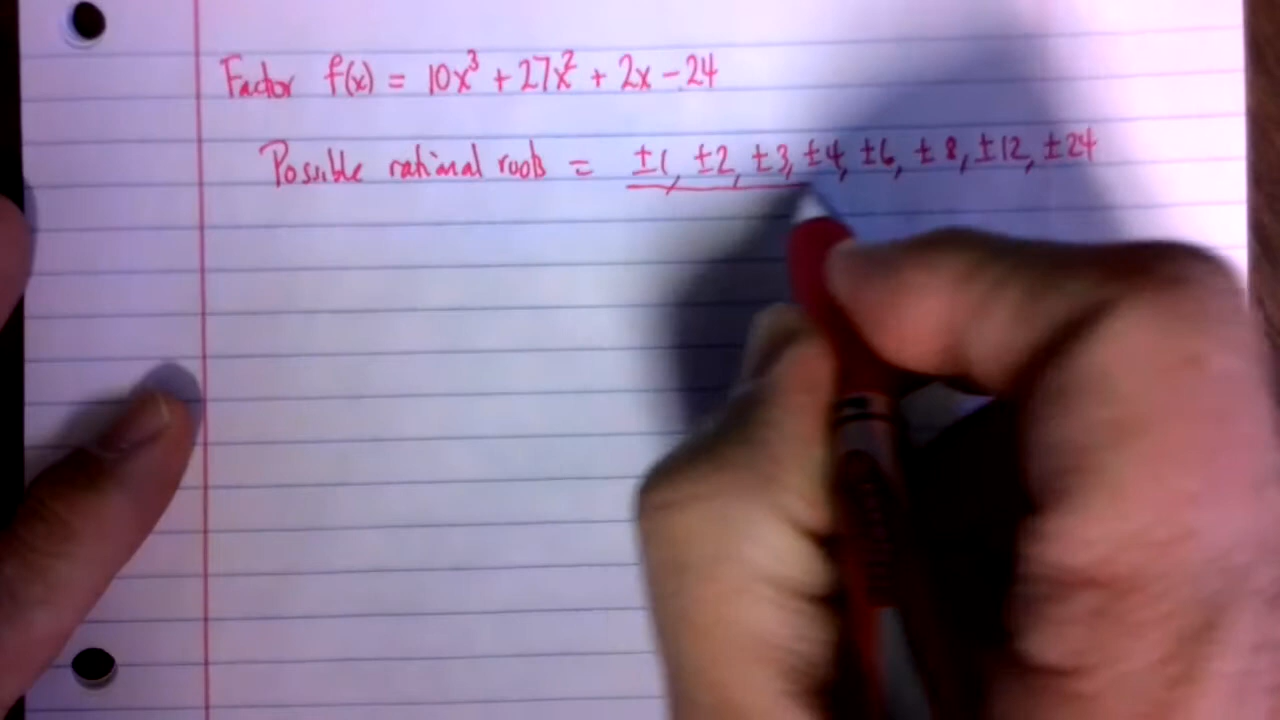 Factor f(x) = 10x³ + 27x² + 2x - 24
Possible rational roots = ±1, ±2, ±3, ±4, ±6, ±8, ±12, ±24